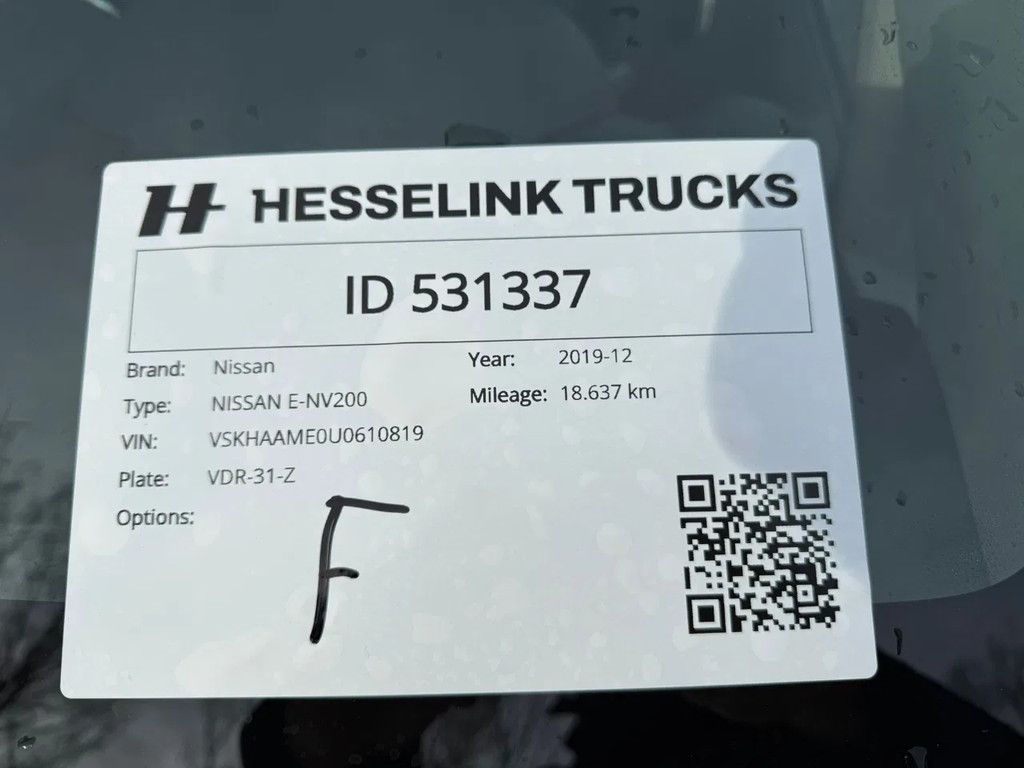 H HESSELINK TRUCKS
ID 531337
Brand: Nissan Year: 2019-12
Type: NISSAN E-NV200 Mileage: 18.637 km
VIN: VSKHAAME0U0610819
Plate: VDR-31-Z
Options:
F